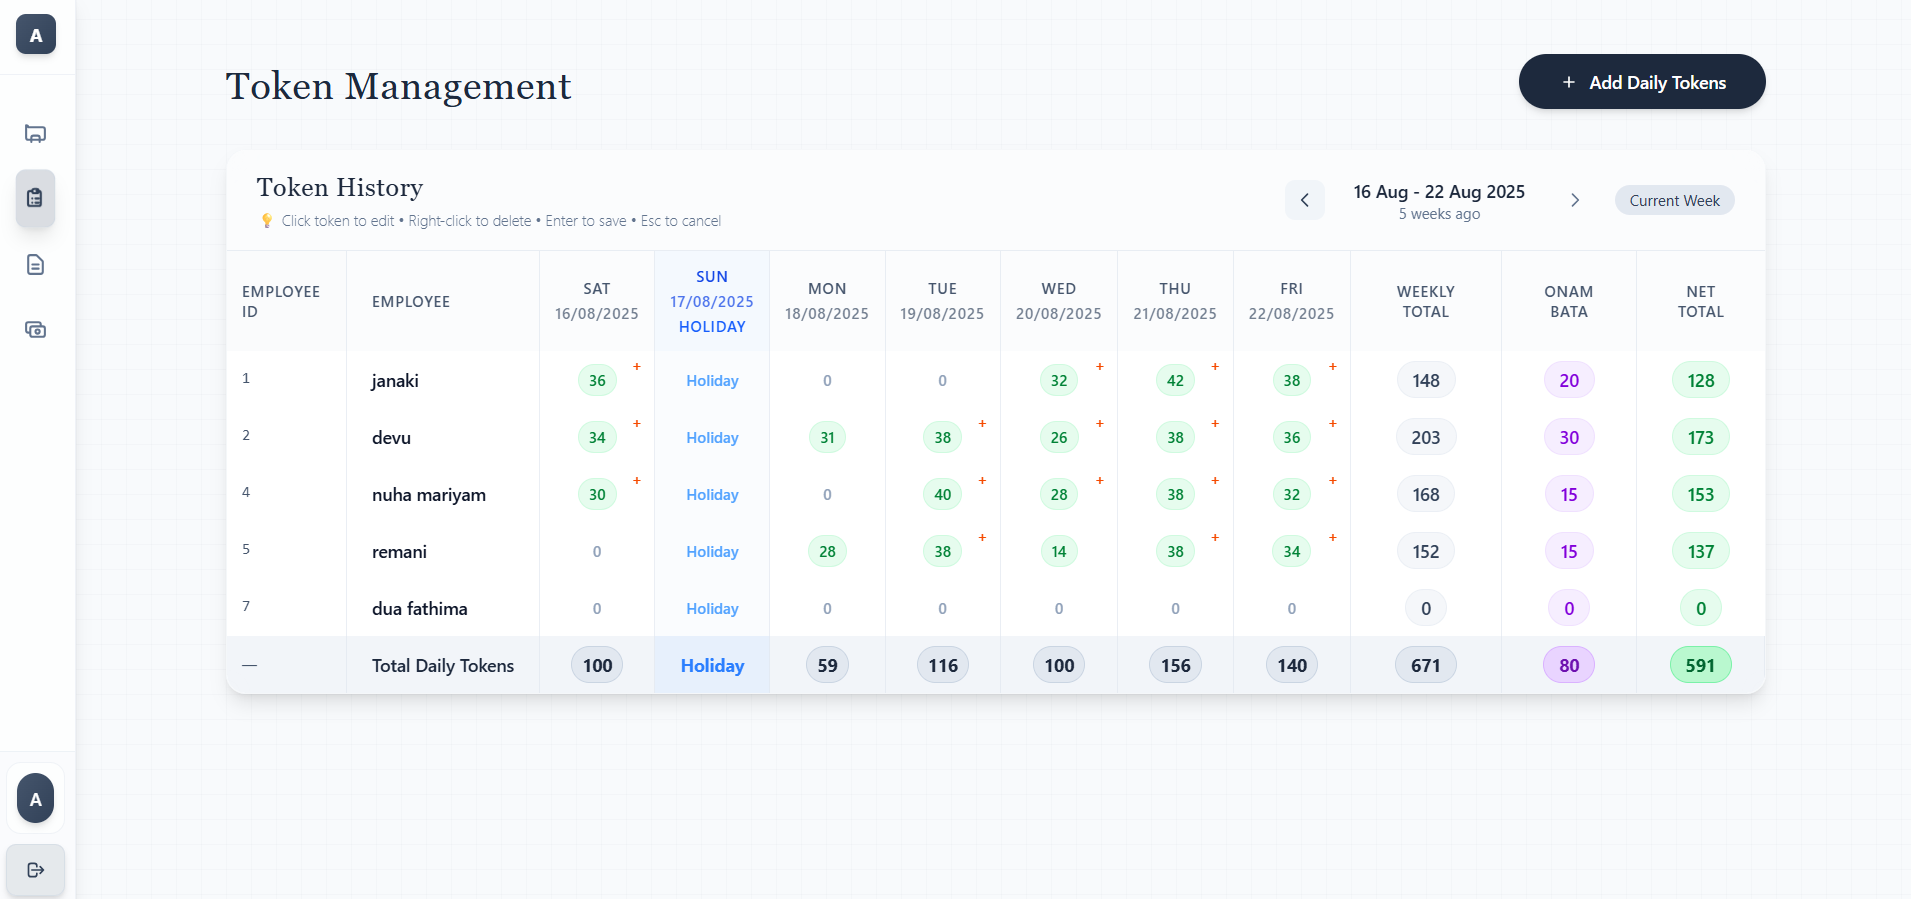 A
Token Management
+ Add Daily Tokens
Token History
Click token to edit • Right-click to delete • Enter to save • Esc to cancel
16 Aug - 22 Aug 2025
5 weeks ago
Current Week
EMPLOYEE ID EMPLOYEE SAT 16/08/2025 SUN 17/08/2025 HOLIDAY MON 18/08/2025 TUE 19/08/2025 WED 20/08/2025 THU 21/08/2025 FRI 22/08/2025 WEEKLY TOTAL ONAM BATA NET TOTAL
1 janaki 36 + Holiday 0 0 32 + 42 + 38 + 148 20 128
2 devu 34 + Holiday 31 38 + 26 + 38 + 36 + 203 30 173
4 nuha mariyam 30 + Holiday 0 40 + 28 + 38 + 32 + 168 15 153
5 remani 0 Holiday 28 38 + 14 38 + 34 + 152 15 137
7 dua fathima 0 Holiday 0 0 0 0 0 0 0 0
— Total Daily Tokens 100 Holiday 59 116 100 156 140 671 80 591
A